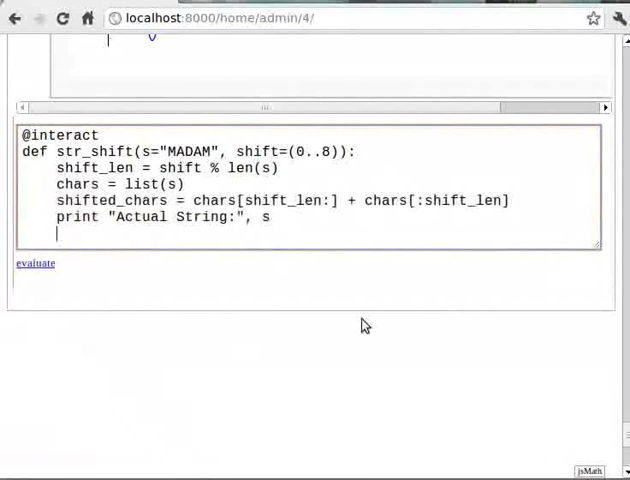 localhost:8000/home/admin/4/
@interact
def str_shift(s="MADAM", shift=(0..8)):
    shift_len = shift % len(s)
    chars = list(s)
    shifted_chars = chars[shift_len:] + chars[:shift_len]
    print "Actual String:", s
evaluate
jsMath